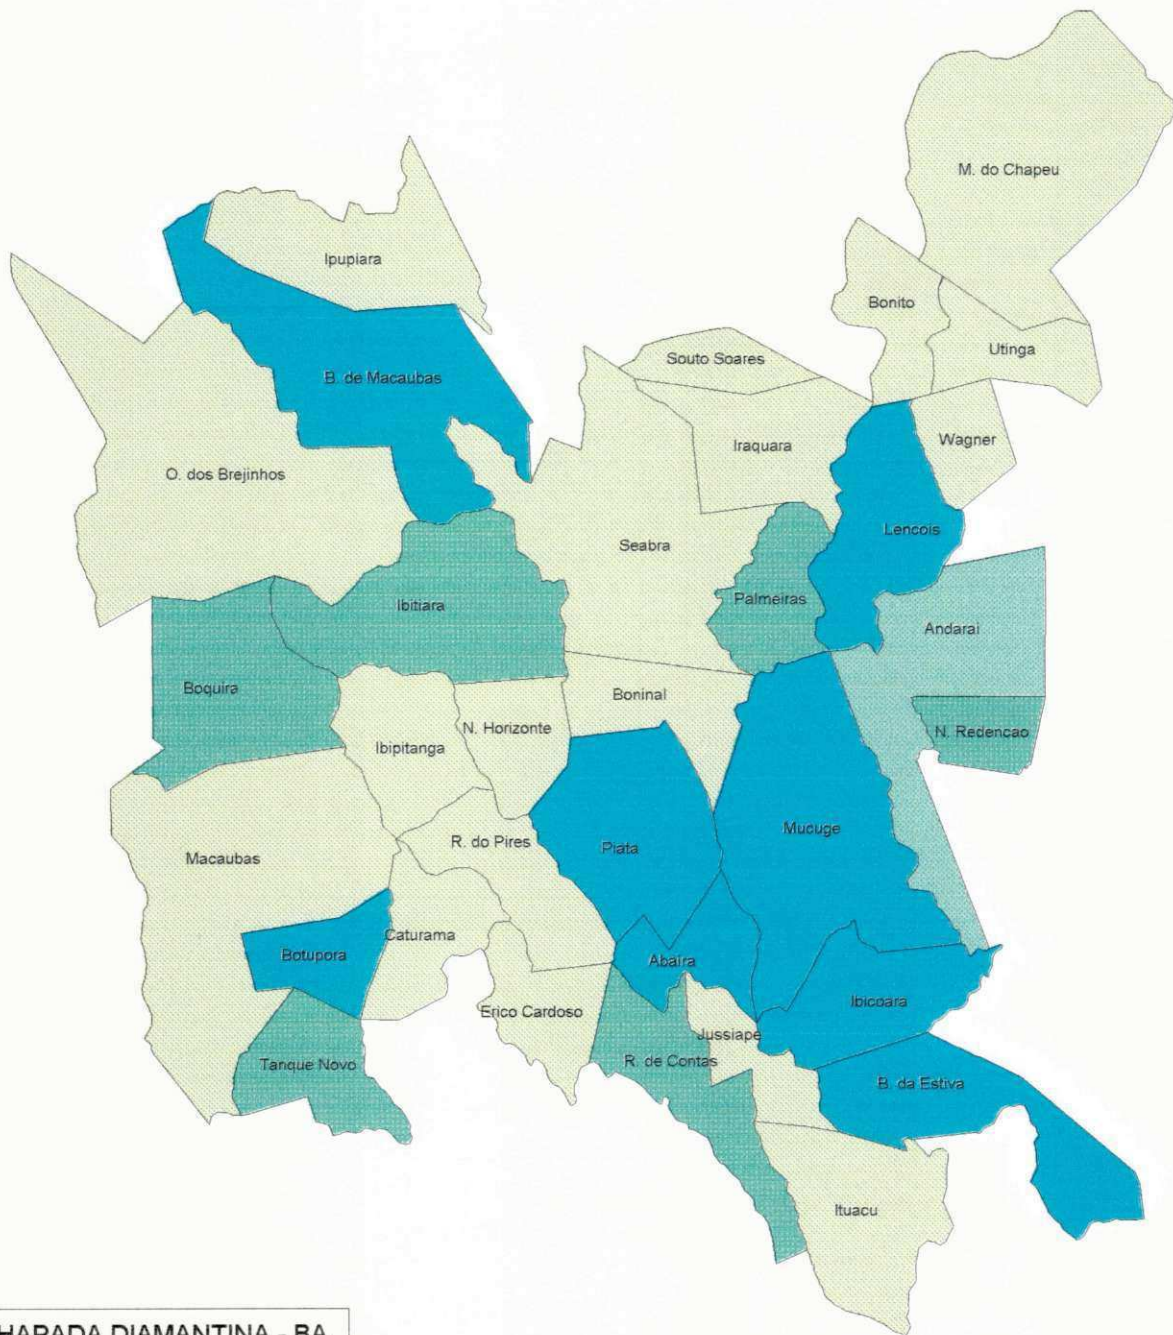 M. do Chapeu
Ipupiara
Bonito
Utinga
Souto Soares
B. de Macaubas
Wagner
Iraquara
O. dos Brejinhos
Lencois
Seabra
Palmeiras
Ibitiara
Andarai
Boquira
Boninal
N. Horizonte
N. Redencao
Ibipitanga
Mucuge
R. do Pires
Piata
Macaubas
Caturama
Botupora
Abaira
Ibicoara
Erico Cardoso
Jussiape
R. de Contas
Tanque Novo
B. da Estiva
Ituacu
HAPADA DIAMANTINA - BA